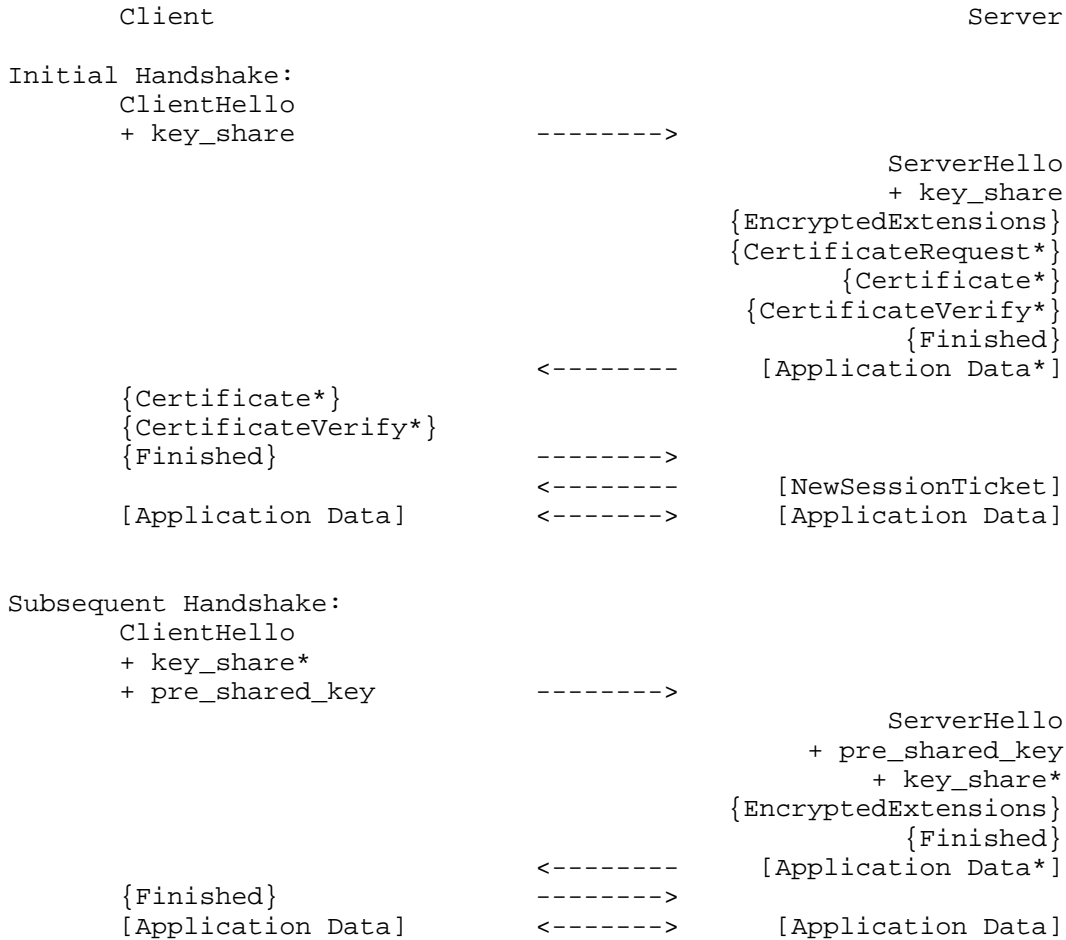 Client                                               Server
Initial Handshake:
ClientHello
+ key_share               -------->
ServerHello
+ key_share
{EncryptedExtensions}
{CertificateRequest*}
{Certificate*}
{CertificateVerify*}
{Finished}
<--------     [Application Data*]
{Certificate*}
{CertificateVerify*}
{Finished}                -------->
<--------      [NewSessionTicket]
[Application Data]        <------->      [Application Data]
Subsequent Handshake:
ClientHello
+ key_share*
+ pre_shared_key          -------->
ServerHello
+ pre_shared_key
+ key_share*
{EncryptedExtensions}
{Finished}
<--------     [Application Data*]
{Finished}                -------->
[Application Data]        <------->      [Application Data]